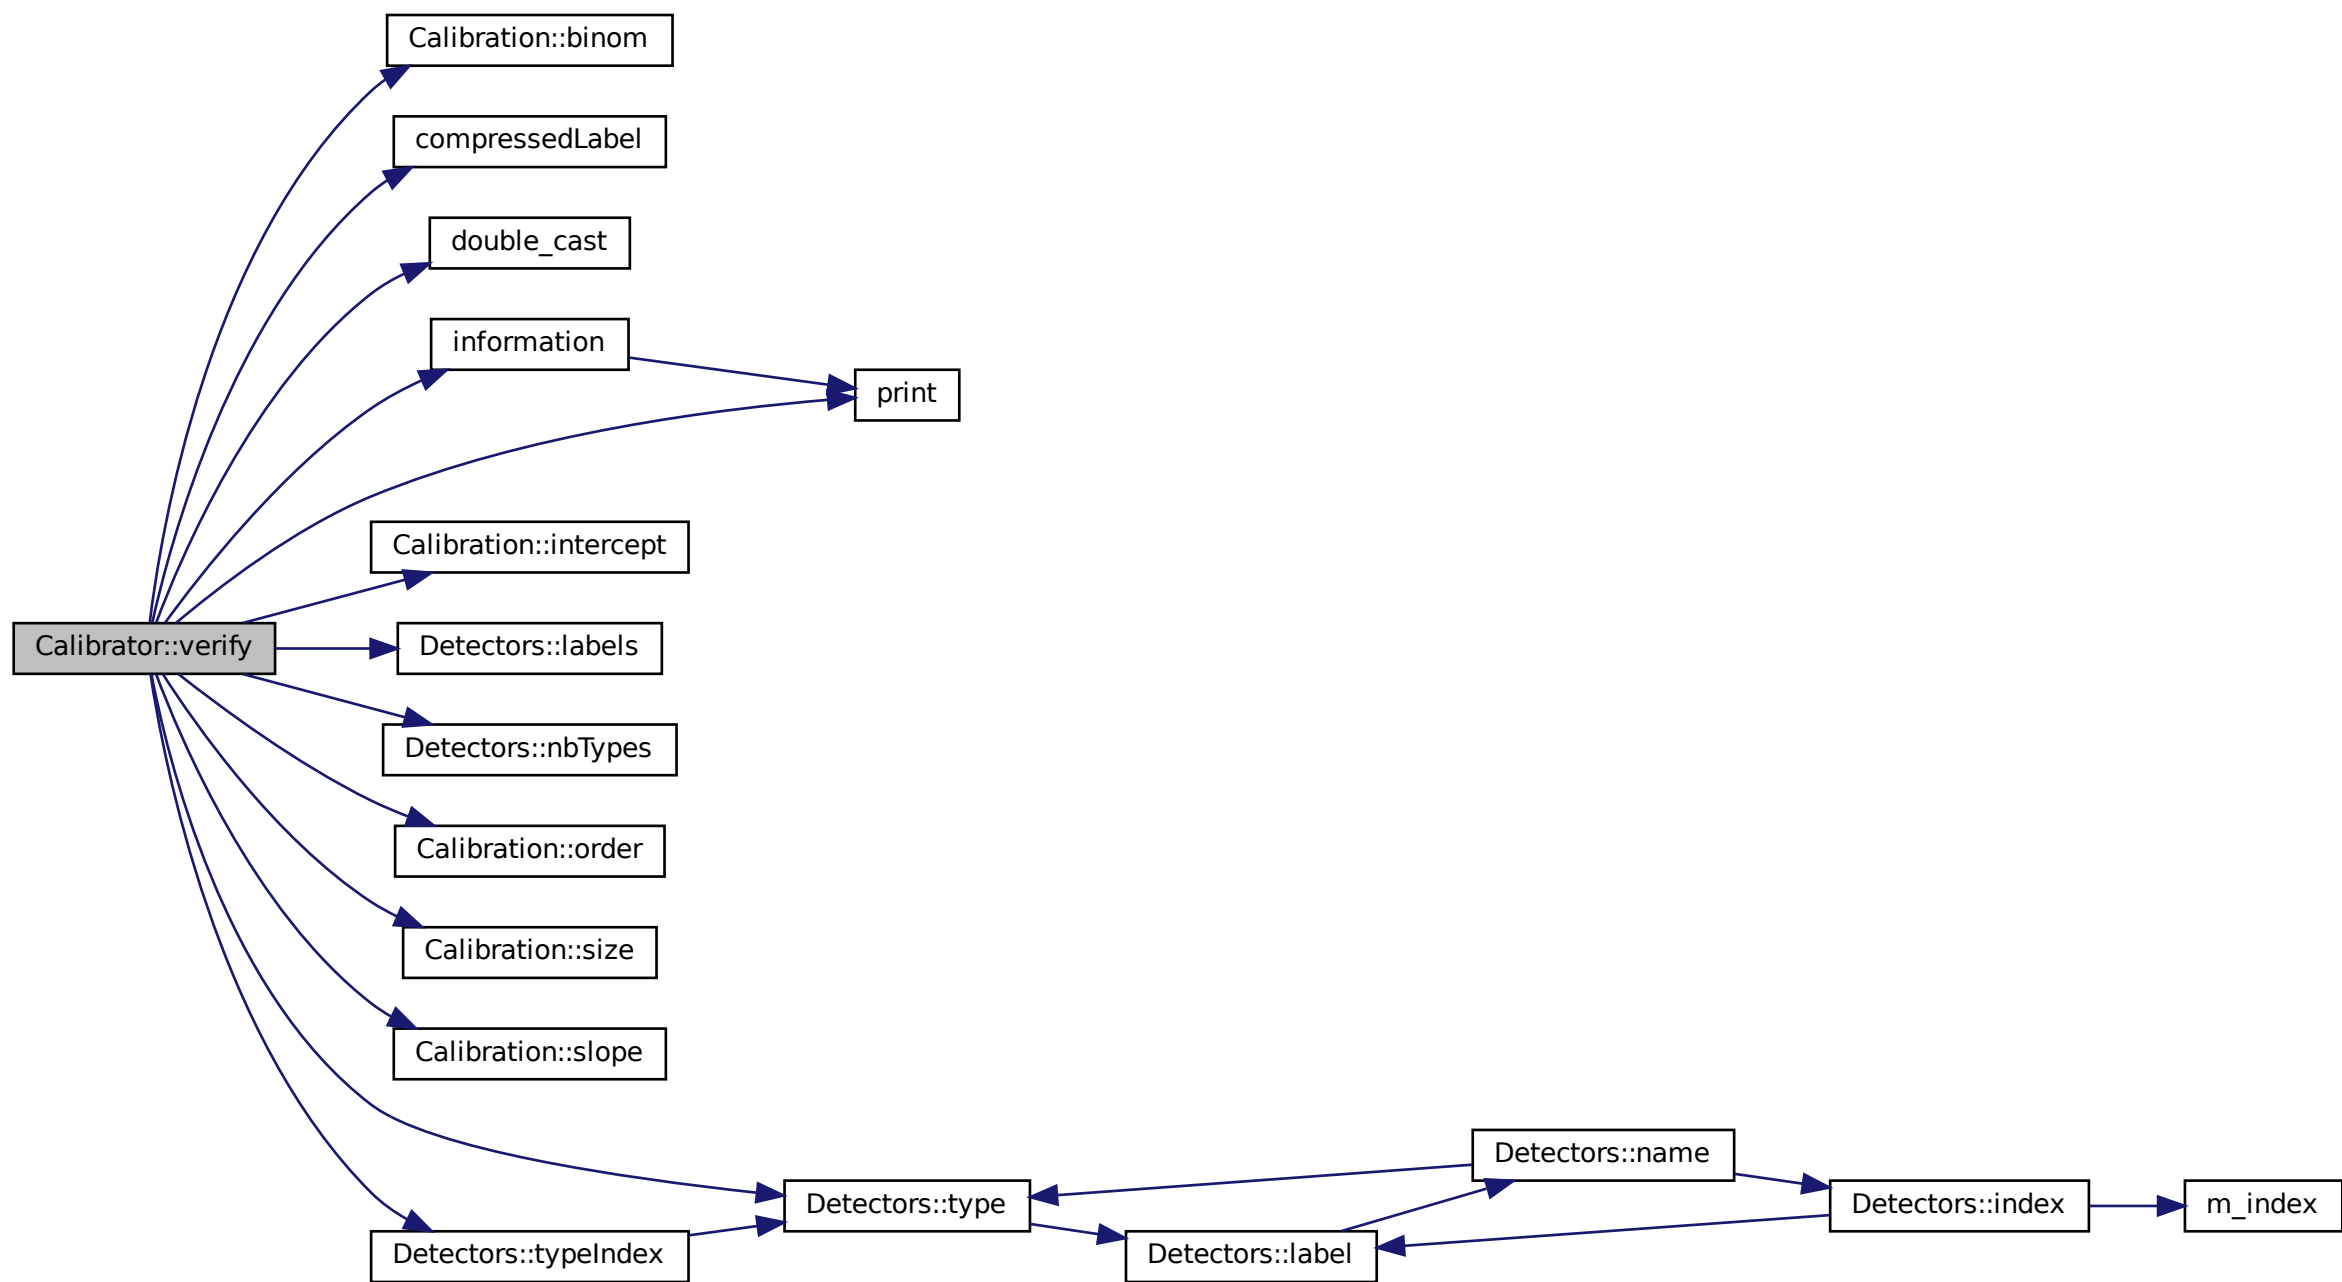 Calibration::binom
compressedLabel
double_cast
information
print
Calibration::intercept
Calibrator::verify
Detectors::labels
Detectors::nbTypes
Calibration::order
Calibration::size
Calibration::slope
Detectors::name
Detectors::type
Detectors::index
m_index
Detectors::typeIndex
Detectors::label